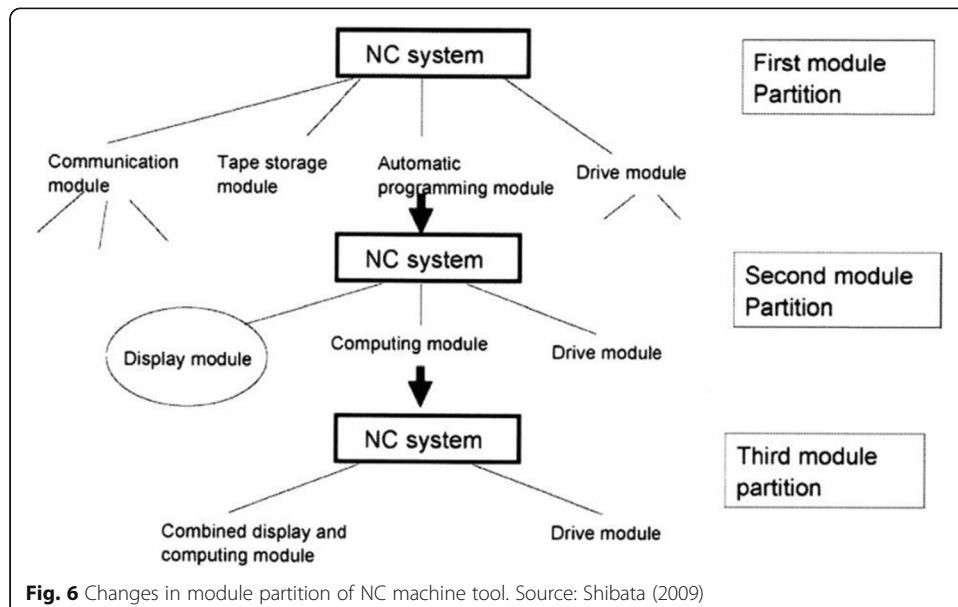 NC system
First module
Partition
Communication
module
Tape storage
module
Automatic
programming module
Drive module
NC system
Second module
Partition
Display module
Computing module
Drive module
NC system
Third module
partition
Combined display and
computing module
Drive module
Fig. 6 Changes in module partition of NC machine tool. Source: Shibata (2009)